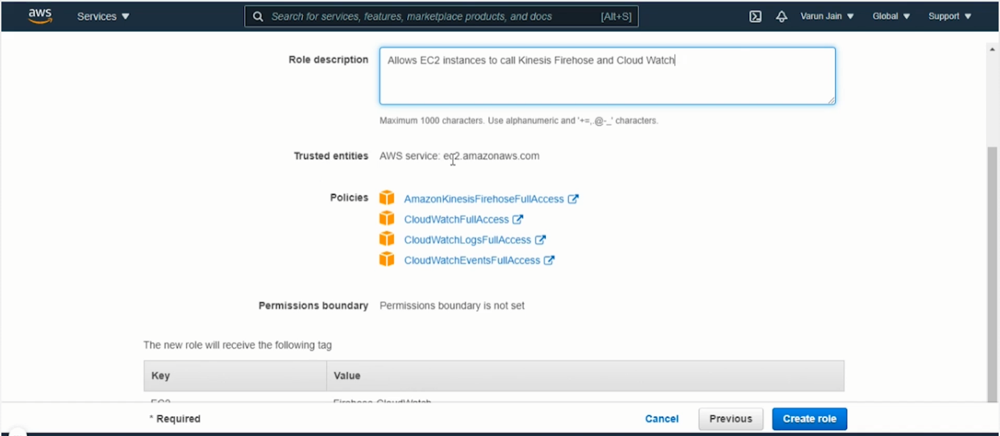 aws Services Search for services, features, marketplace products, and docs [Alt+S] Varun Jain Global Support
Role description Allows EC2 instances to call Kinesis Firehose and Cloud Watch
Maximum 1000 characters. Use alphanumeric and '+=,.@-_' characters.
Trusted entities AWS service: ec2.amazonaws.com
Policies AmazonKinesisFirehoseFullAccess
CloudWatchFullAccess
CloudWatchLogsFullAccess
CloudWatchEventsFullAccess
Permissions boundary Permissions boundary is not set
The new role will receive the following tag
Key Value
EC2 Firehose-CloudWatch
* Required Cancel Previous Create role